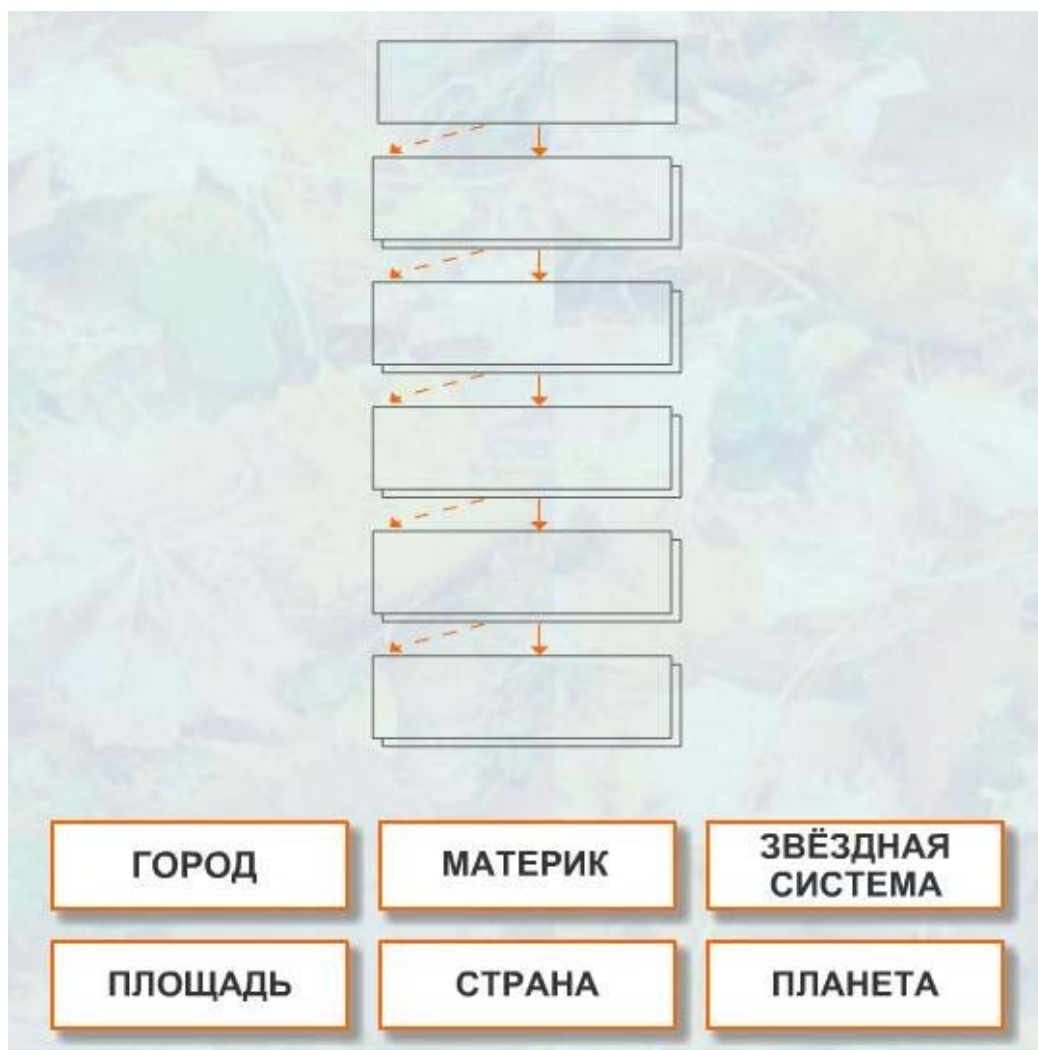 ГОРОД
МАТЕРИК
ЗВЁЗДНАЯ
СИСТЕМА
ПЛОЩАДЬ
СТРАНА
ПЛАНЕТА